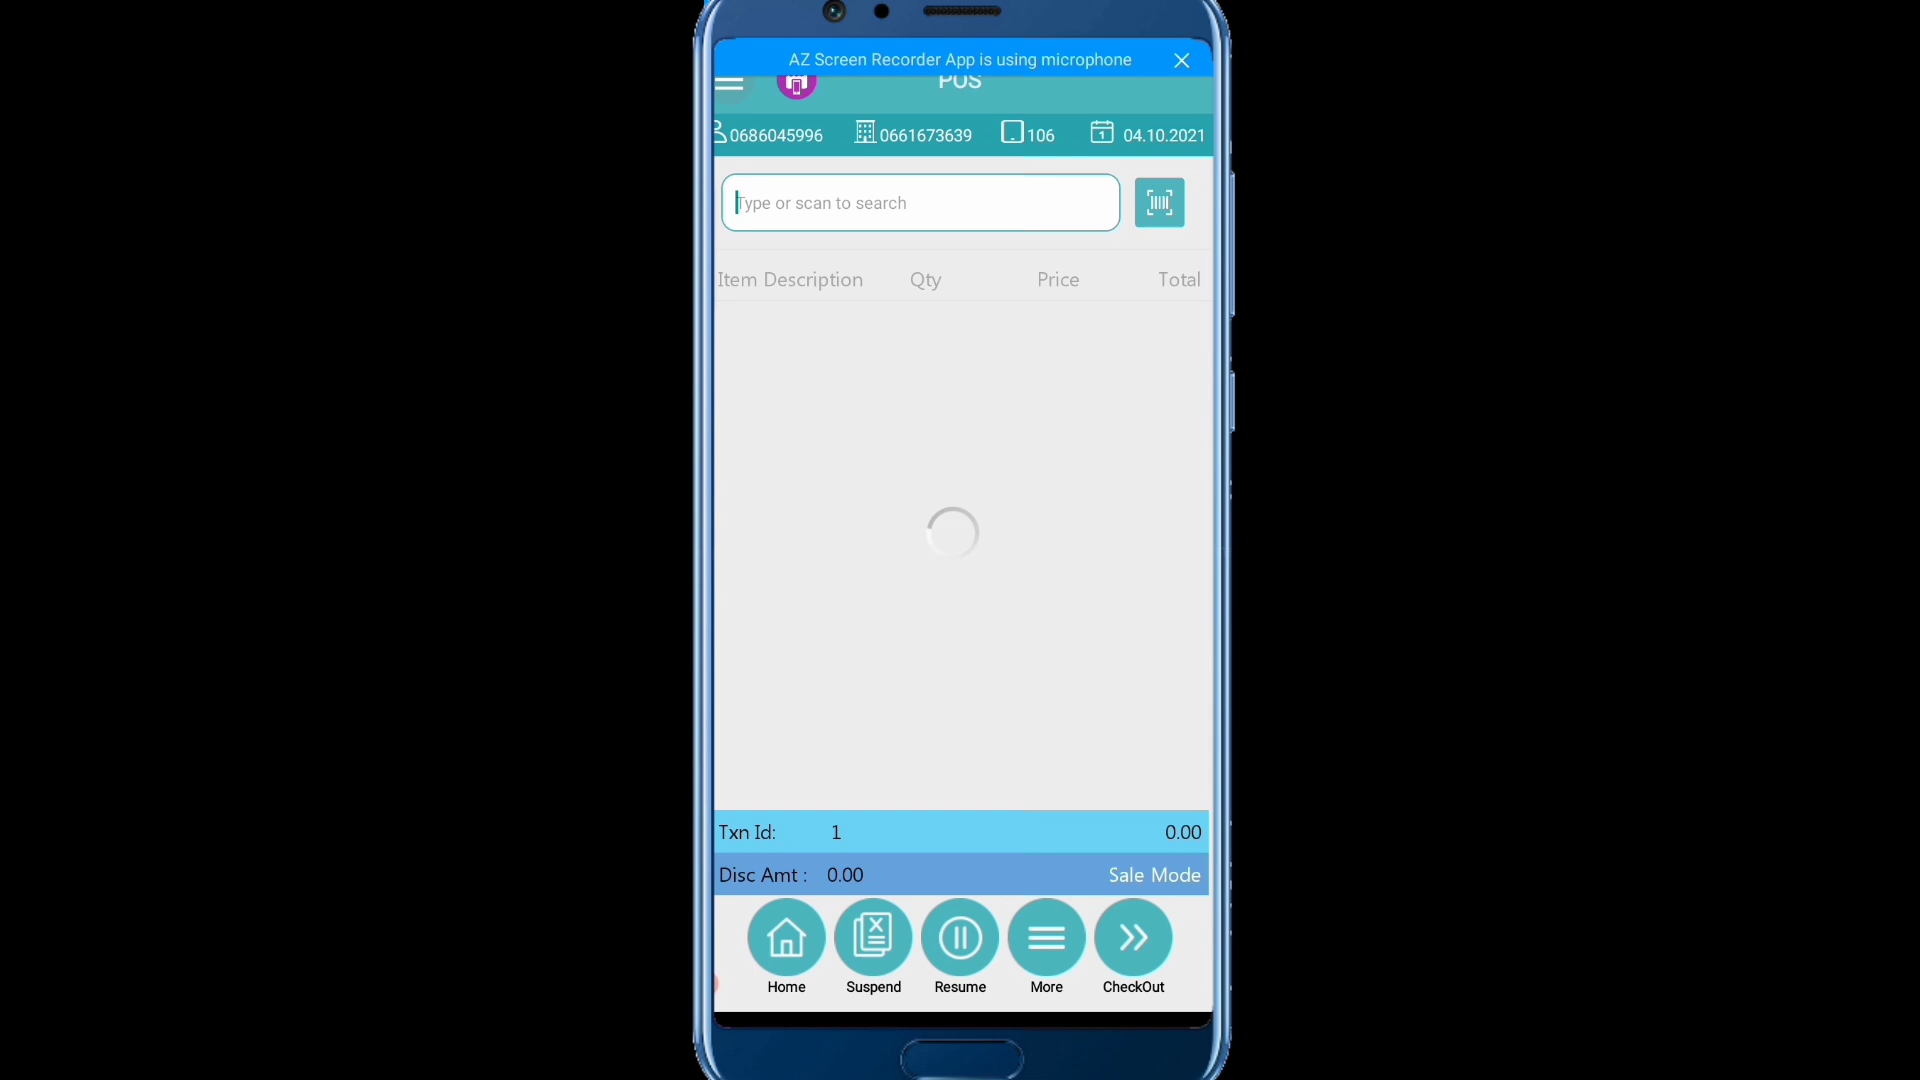 AZ Screen Recorder App is using microphone
POS
0686045996 0661673639 106 1 04.10.2021
Type or scan to search
Item Description Qty Price Total
Txn Id: 1 0.00
Disc Amt : 0.00 Sale Mode
Home Suspend Resume More CheckOut